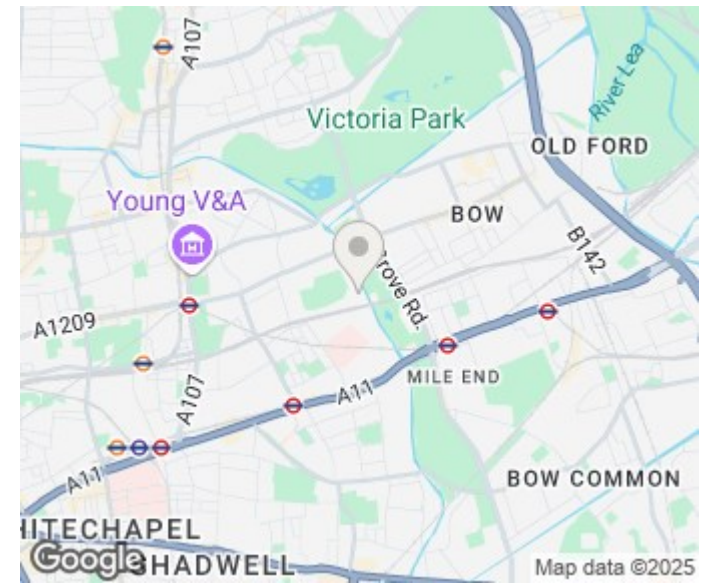 A107
River Lea
Victoria Park
OLD FORD
Young V&A
BOW
B142
Grove Rd.
A1209
MILE END
A107
A11
BOW COMMON
A11
HITECHAPEL
SHADWELL
Google
Map data ©2025